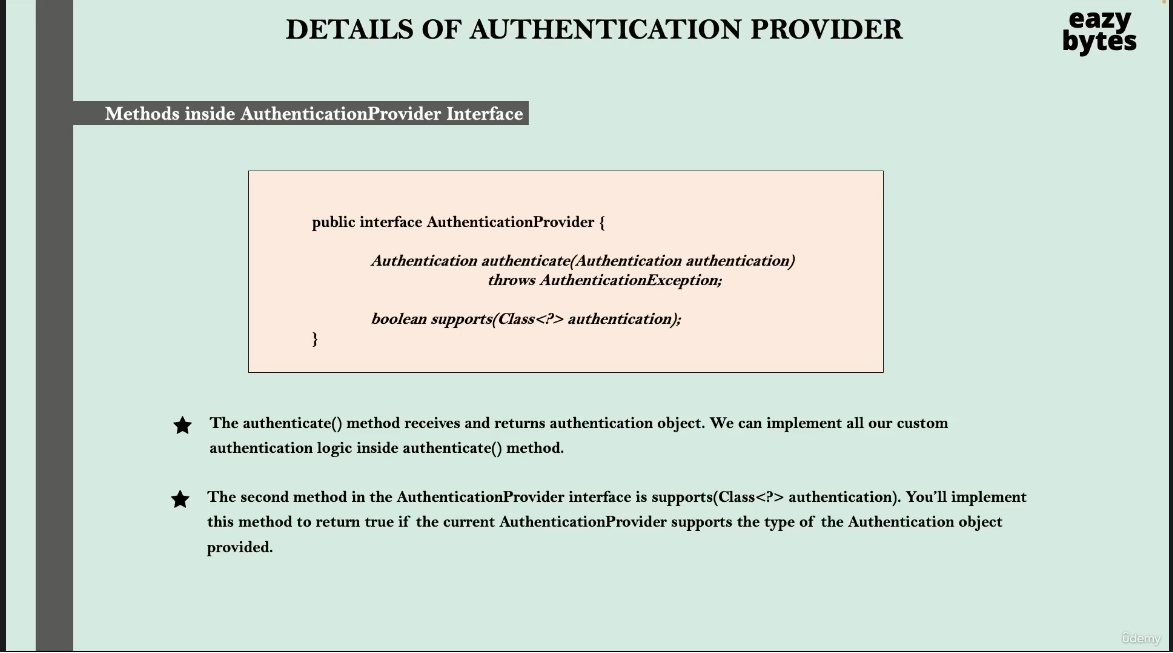 DETAILS OF AUTHENTICATION PROVIDER
eazy
bytes
Methods inside AuthenticationProvider Interface
public interface AuthenticationProvider {
Authentication authenticate(Authentication authentication)
throws AuthenticationException;
boolean supports(Class<?> authentication);
}
The authenticate() method receives and returns authentication object. We can implement all our custom
authentication logic inside authenticate() method.
The second method in the AuthenticationProvider interface is supports(Class<?> authentication). You'll implement
this method to return true if the current AuthenticationProvider supports the type of the Authentication object
provided.
ûdemy